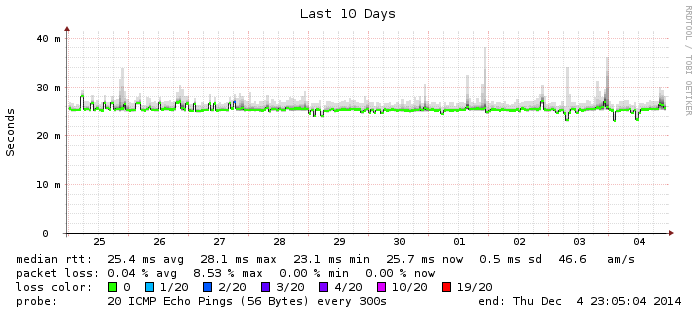 Last 10 Days
RRDTOOL / TOBI OETIKER
Seconds
40 m
30 m
20 m
10 m
0
25 26 27 28 29 30 01 02 03 04
median rtt: 25.4 ms avg 28.1 ms max 23.1 ms min 25.7 ms now 0.5 ms sd 46.6 am/s
packet loss: 0.04 % avg 8.53 % max 0.00 % min 0.00 % now
loss color: 0 1/20 2/20 3/20 4/20 10/20 19/20
probe: 20 ICMP Echo Pings (56 Bytes) every 300s end: Thu Dec 4 23:05:04 2014